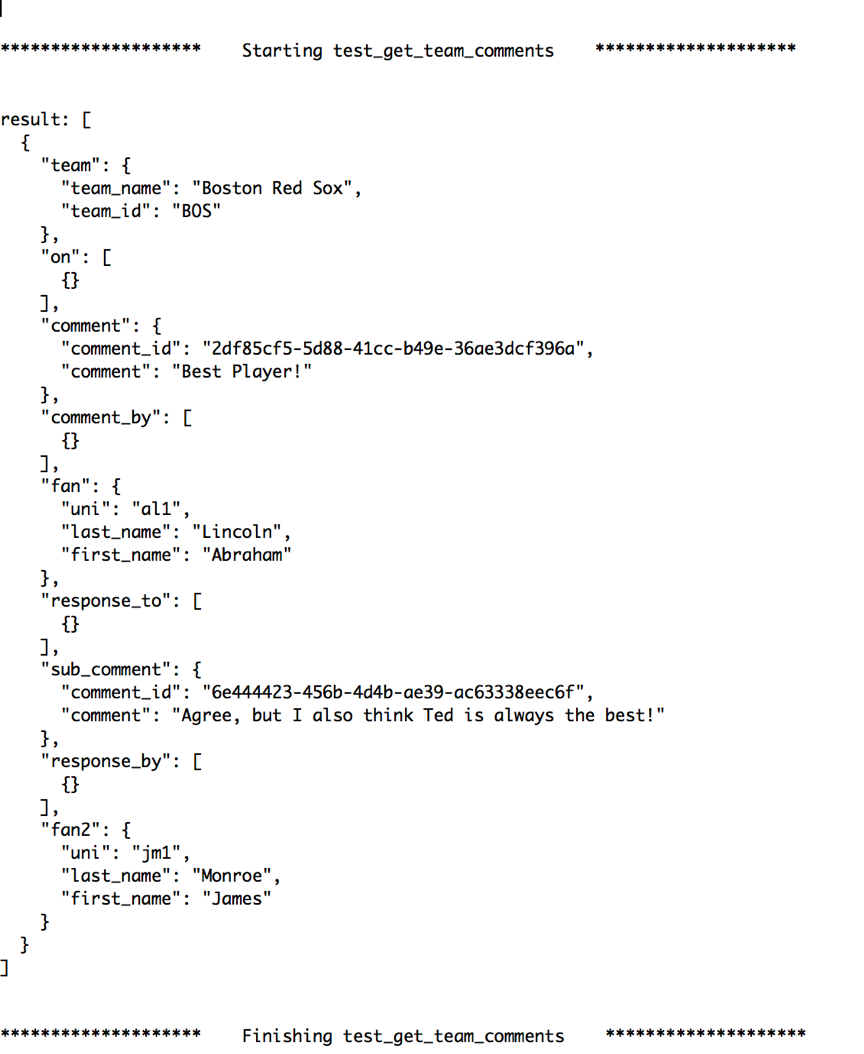 ********************    Starting test_get_team_comments    ********************
result: [
  {
    "team": {
      "team_name": "Boston Red Sox",
      "team_id": "BOS"
    },
    "on": [
      {}
    ],
    "comment": {
      "comment_id": "2df85cf5-5d88-41cc-b49e-36ae3dcf396a",
      "comment": "Best Player!"
    },
    "comment_by": [
      {}
    ],
    "fan": {
      "uni": "al1",
      "last_name": "Lincoln",
      "first_name": "Abraham"
    },
    "response_to": [
      {}
    ],
    "sub_comment": {
      "comment_id": "6e444423-456b-4d4b-ae39-ac63338eec6f",
      "comment": "Agree, but I also think Ted is always the best!"
    },
    "response_by": [
      {}
    ],
    "fan2": {
      "uni": "jm1",
      "last_name": "Monroe",
      "first_name": "James"
    }
  }
]
********************    Finishing test_get_team_comments    ********************